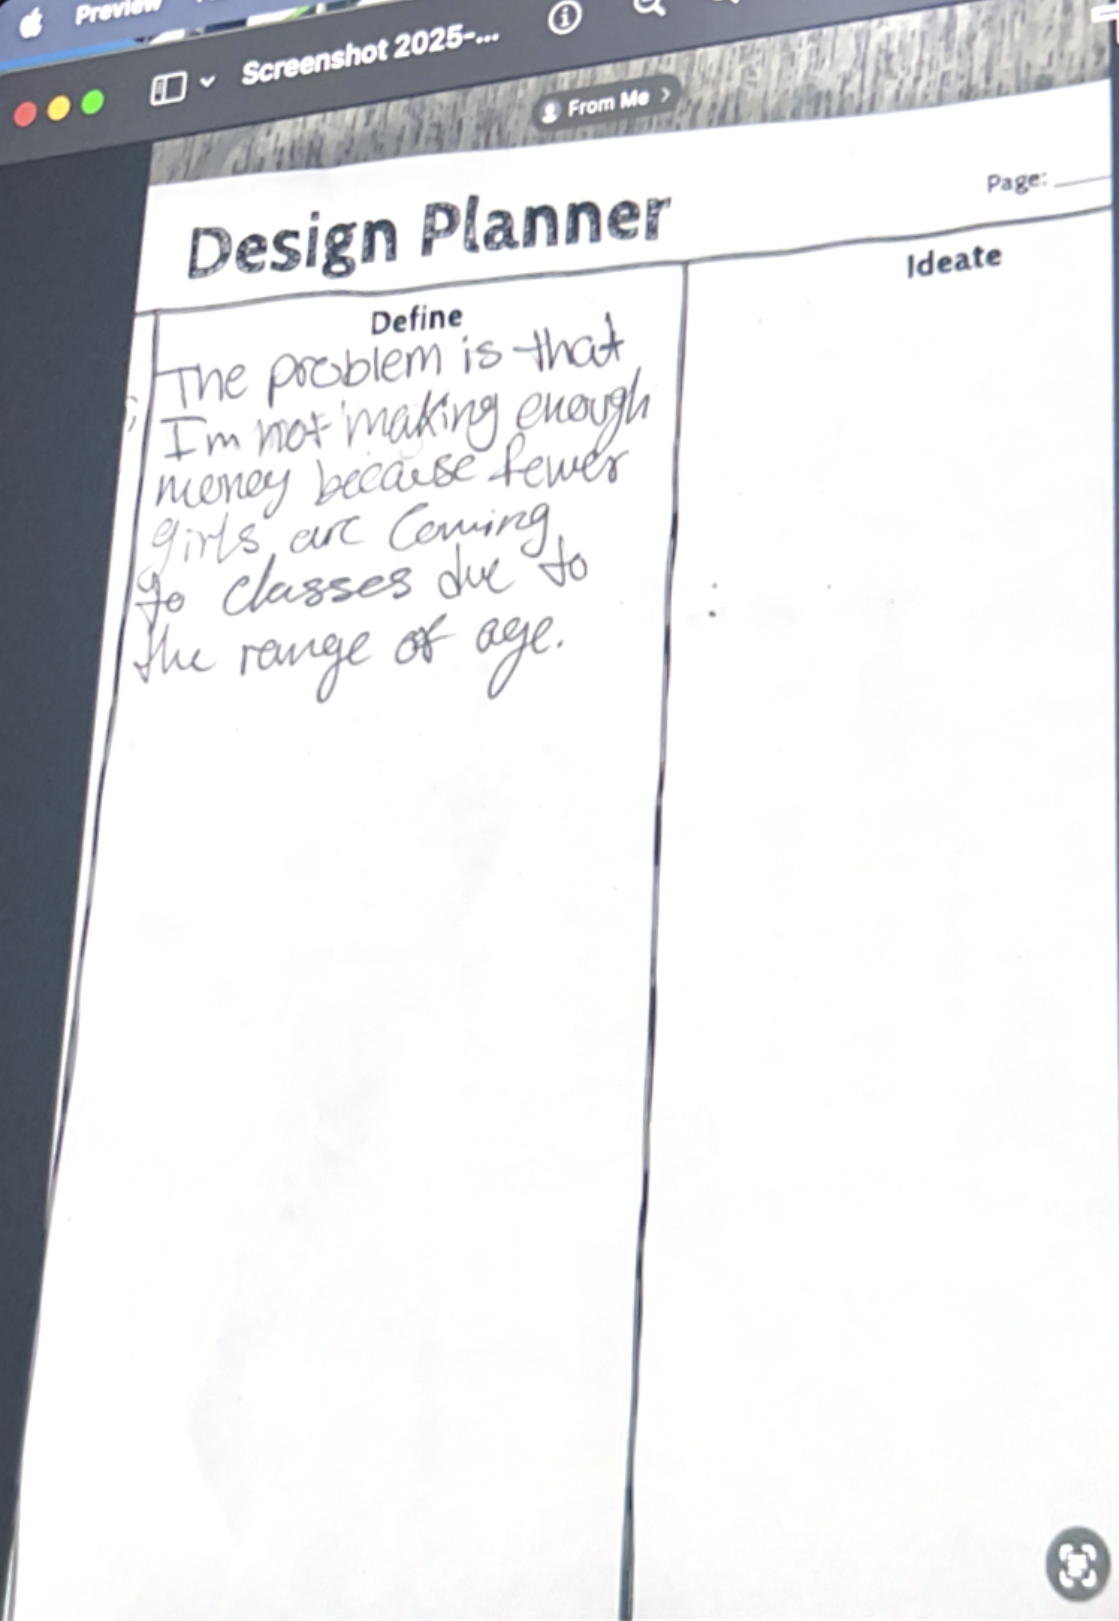 Preview
Screenshot 2025-...
From Me >
Page:
Design Planner
Define
Ideate
The problem is that
I'm not making enough
money because fewer
girls are coming
to classes due to
the range of age.